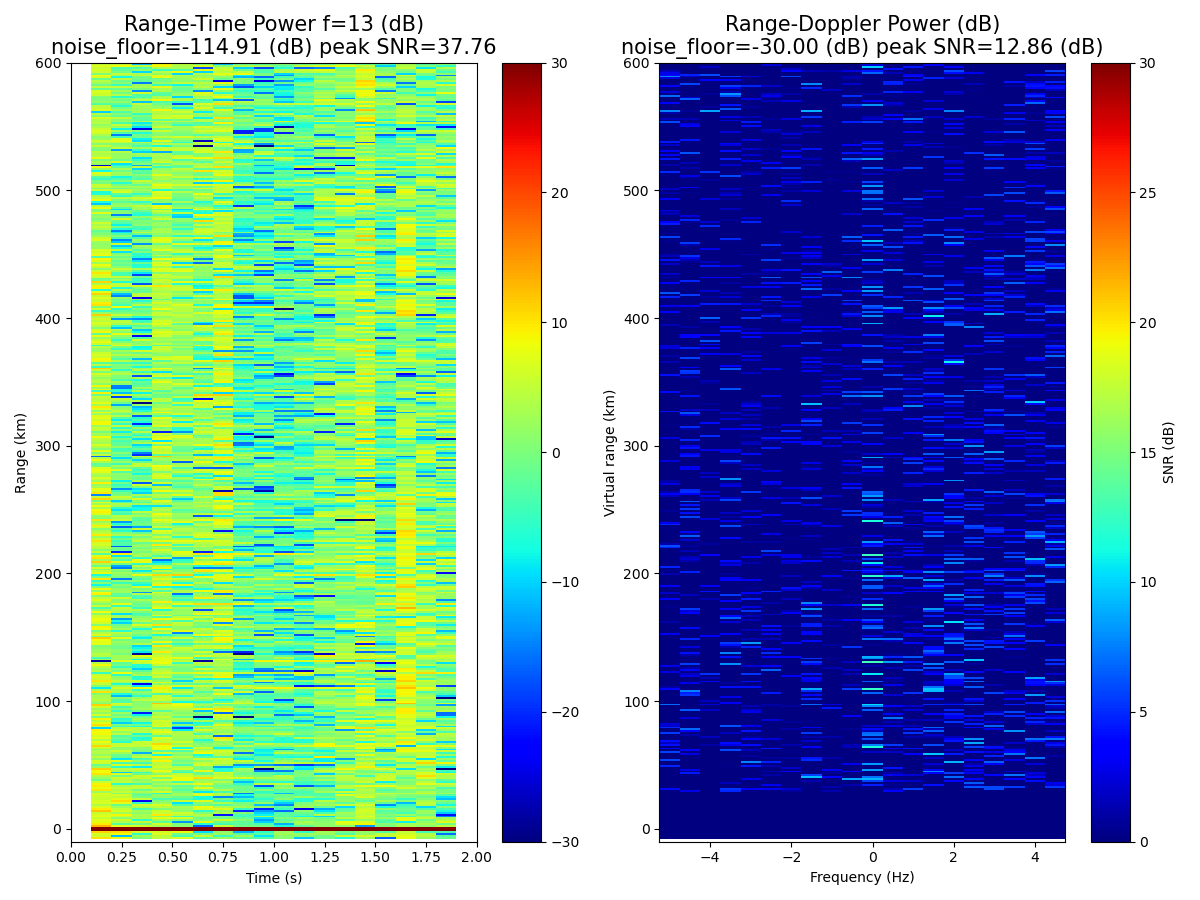 Range-Time Power f=13 (dB)
noise_floor=-114.91 (dB) peak SNR=37.76
Range (km)
600
500
400
300
200
100
0
0.00 0.25 0.50 0.75 1.00 1.25 1.50 1.75 2.00
Time (s)
30
20
10
0
−10
−20
−30
Range-Doppler Power (dB)
noise_floor=-30.00 (dB) peak SNR=12.86 (dB)
Virtual range (km)
600
500
400
300
200
100
0
−4 −2 0 2 4
Frequency (Hz)
30
25
20
15
10
5
0
SNR (dB)